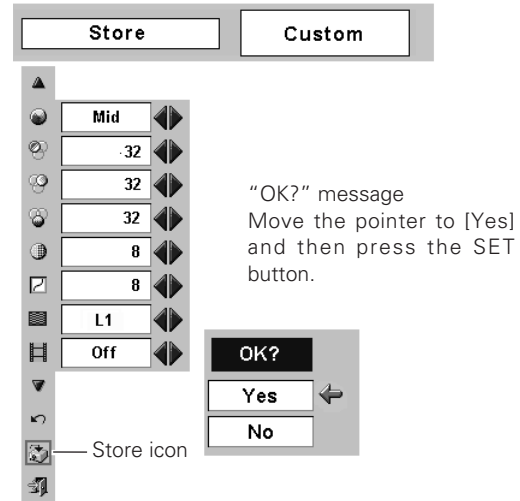 Store
Custom
Mid
32
32
32
8
8
L1
Off
"OK?" message
Move the pointer to [Yes]
and then press the SET
button.
OK?
Yes
No
Store icon